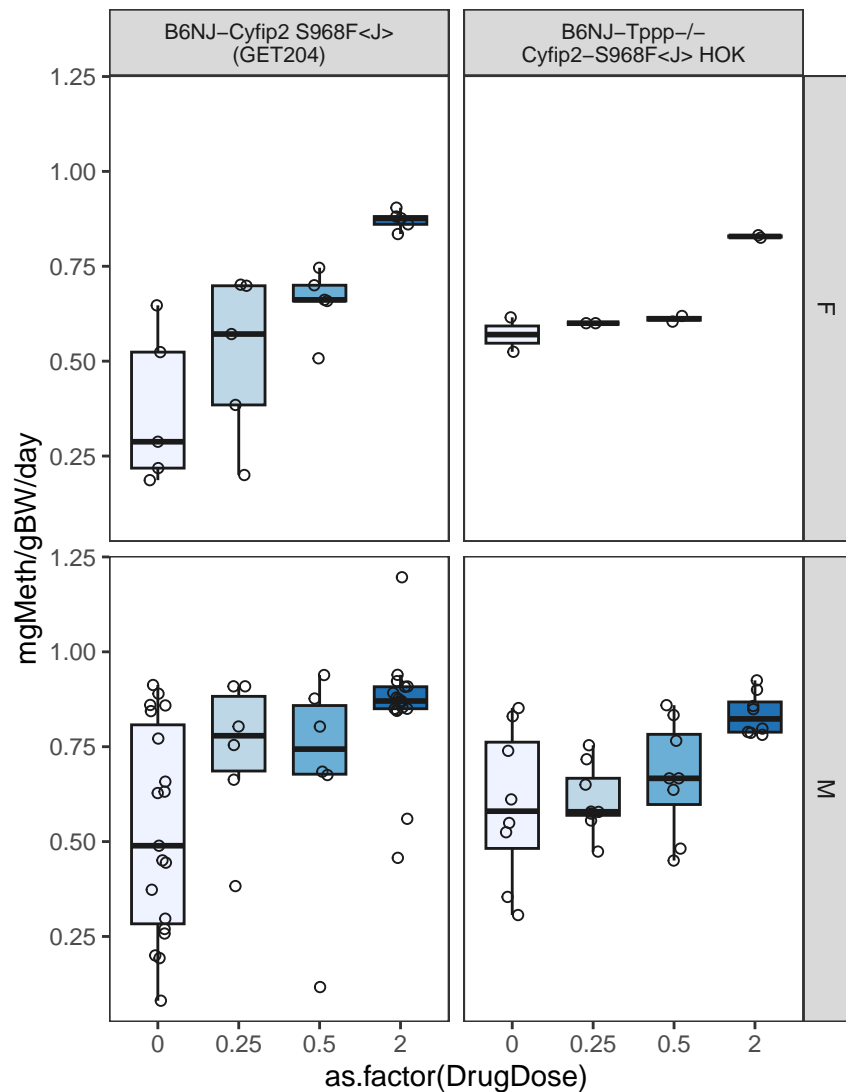 B6NJ−Cyfip2 S968F<J>
(GET204)
B6NJ−Tppp−/−
Cyfip2−S968F<J> HOK
1.25
1.00
0.75
0.50
0.25
F
1.25
1.00
0.75
0.50
0.25
M
mgMeth/gBW/day
0 0.25 0.5 2
0 0.25 0.5 2
as.factor(DrugDose)